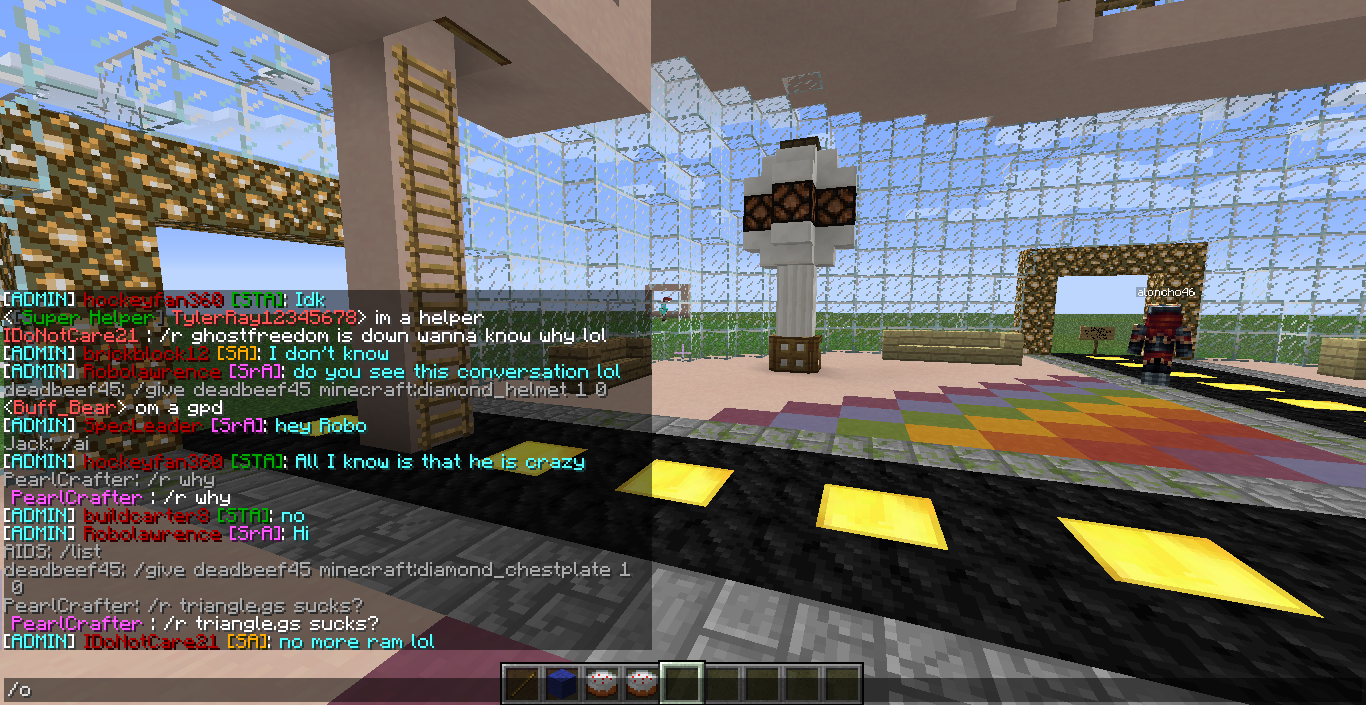 [ADMIN] hockeyfan360 [STA]: Idk
<[Super Helper] TylerRay12345678> im a helper
IDoNotCare21 : /r ghostfreedom is down wanna know why lol
[ADMIN] brickblock12 [SA]: I don't know
[ADMIN] Robolawrence [SrA]: do you see this conversation lol
deadbeef45: /give deadbeef45 minecraft:diamond_helmet 1 0
<Buff_Bear> om a gpd
[ADMIN] SpecLeader [SrA]: hey Robo
Jack: /ai
[ADMIN] hockeyfan360 [STA]: All I know is that he is crazy
PearlCrafter: /r why
PearlCrafter : /r why
[ADMIN] buildcarter8 [STA]: no
[ADMIN] Robolawrence [SrA]: Hi
AIDS: /list
deadbeef45: /give deadbeef45 minecraft:diamond_chestplate 1
0
PearlCrafter: /r triangle.gs sucks?
PearlCrafter : /r triangle.gs sucks?
[ADMIN] IDoNotCare21 [SA]: no more ram lol
/o
aloncho46